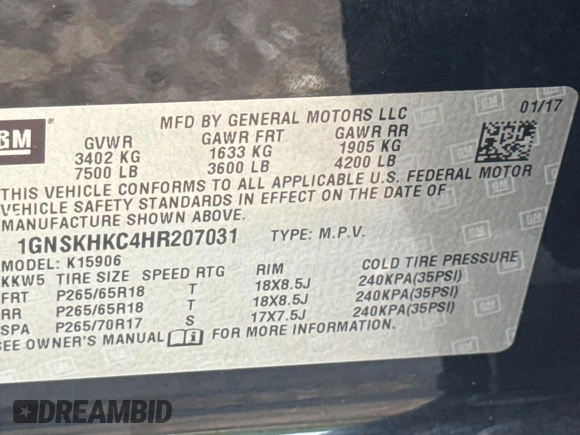 GM
MFD BY GENERAL MOTORS LLC 01/17
GVWR GAWR FRT GAWR RR
3402 KG 1633 KG 1905 KG
7500 LB 3600 LB 4200 LB
THIS VEHICLE CONFORMS TO ALL APPLICABLE U.S. FEDERAL MOTOR
VEHICLE SAFETY STANDARDS IN EFFECT ON THE DATE OF
MANUFACTURE SHOWN ABOVE.
1GNSKHKC4HR207031 TYPE: M.P.V.
MODEL: K15906
KKW5 TIRE SIZE SPEED RTG RIM COLD TIRE PRESSURE
FRT P265/65R18 T 18X8.5J 240KPA(35PSI)
RR P265/65R18 T 18X8.5J 240KPA(35PSI)
SPA P265/70R17 S 17X7.5J 240KPA(35PSI)
SEE OWNER'S MANUAL FOR MORE INFORMATION.
DREAMBID